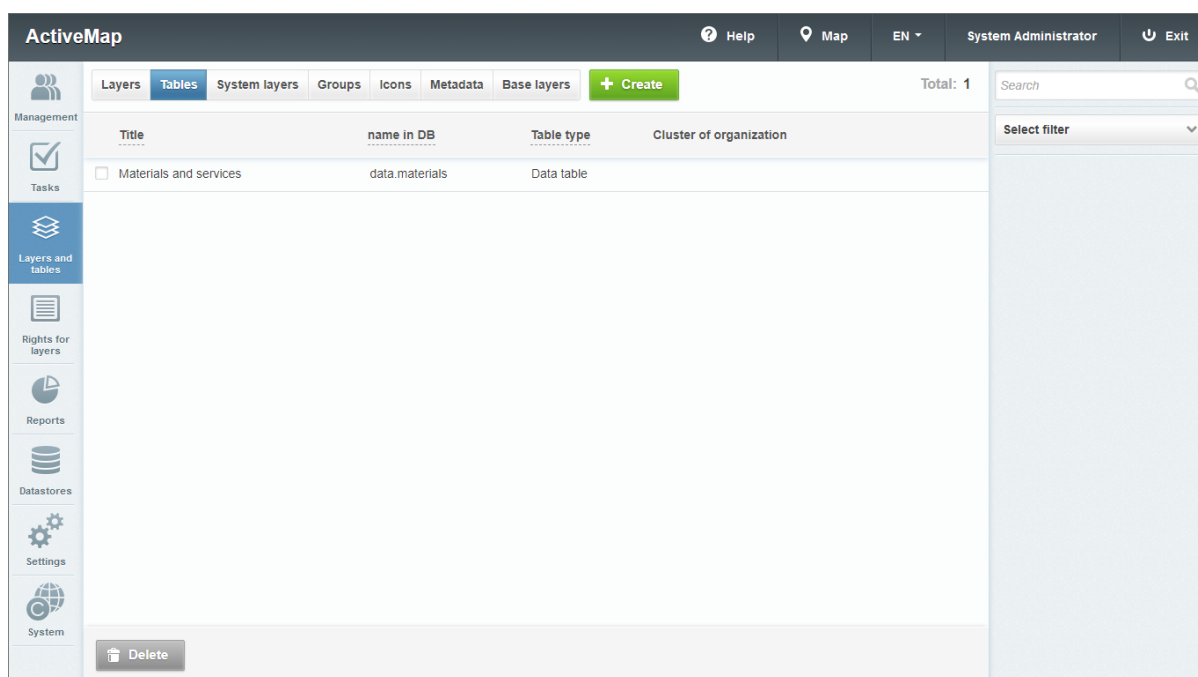 ActiveMap
Help
Map
EN
System Administrator
Exit
Management
Tasks
Layers and
tables
Rights for
layers
Reports
Datastores
Settings
System
Layers
Tables
System layers
Groups
Icons
Metadata
Base layers
+ Create
Total: 1
Title
name in DB
Table type
Cluster of organization
Materials and services
data.materials
Data table
Delete
Search
Select filter